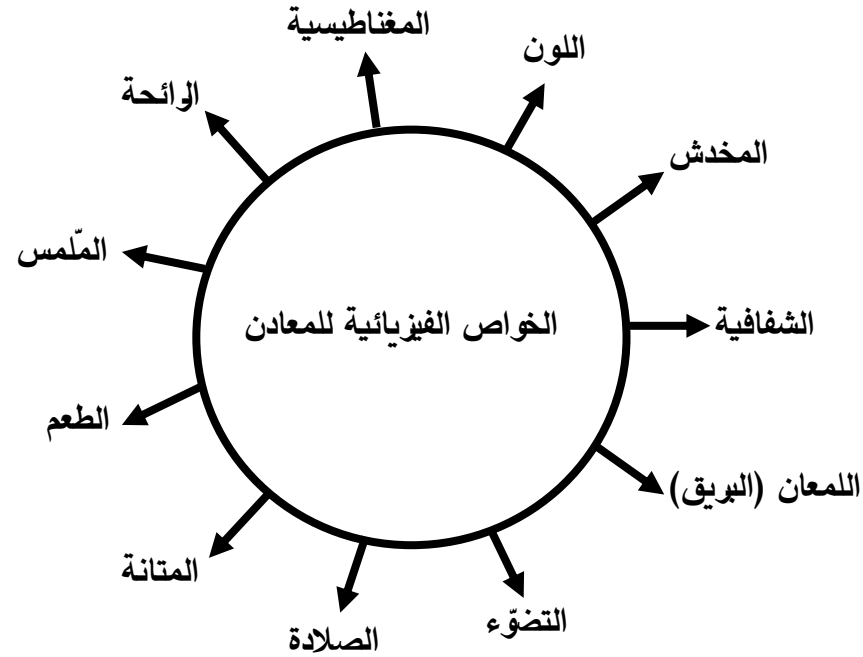 المغناطيسية
اللون
الرائحة
المخدش
الملّمس
الخواص الفيزيائية للمعادن
الشفافية
الطعم
اللمعان (البريق)
المتانة
التضوّء
الصلادة